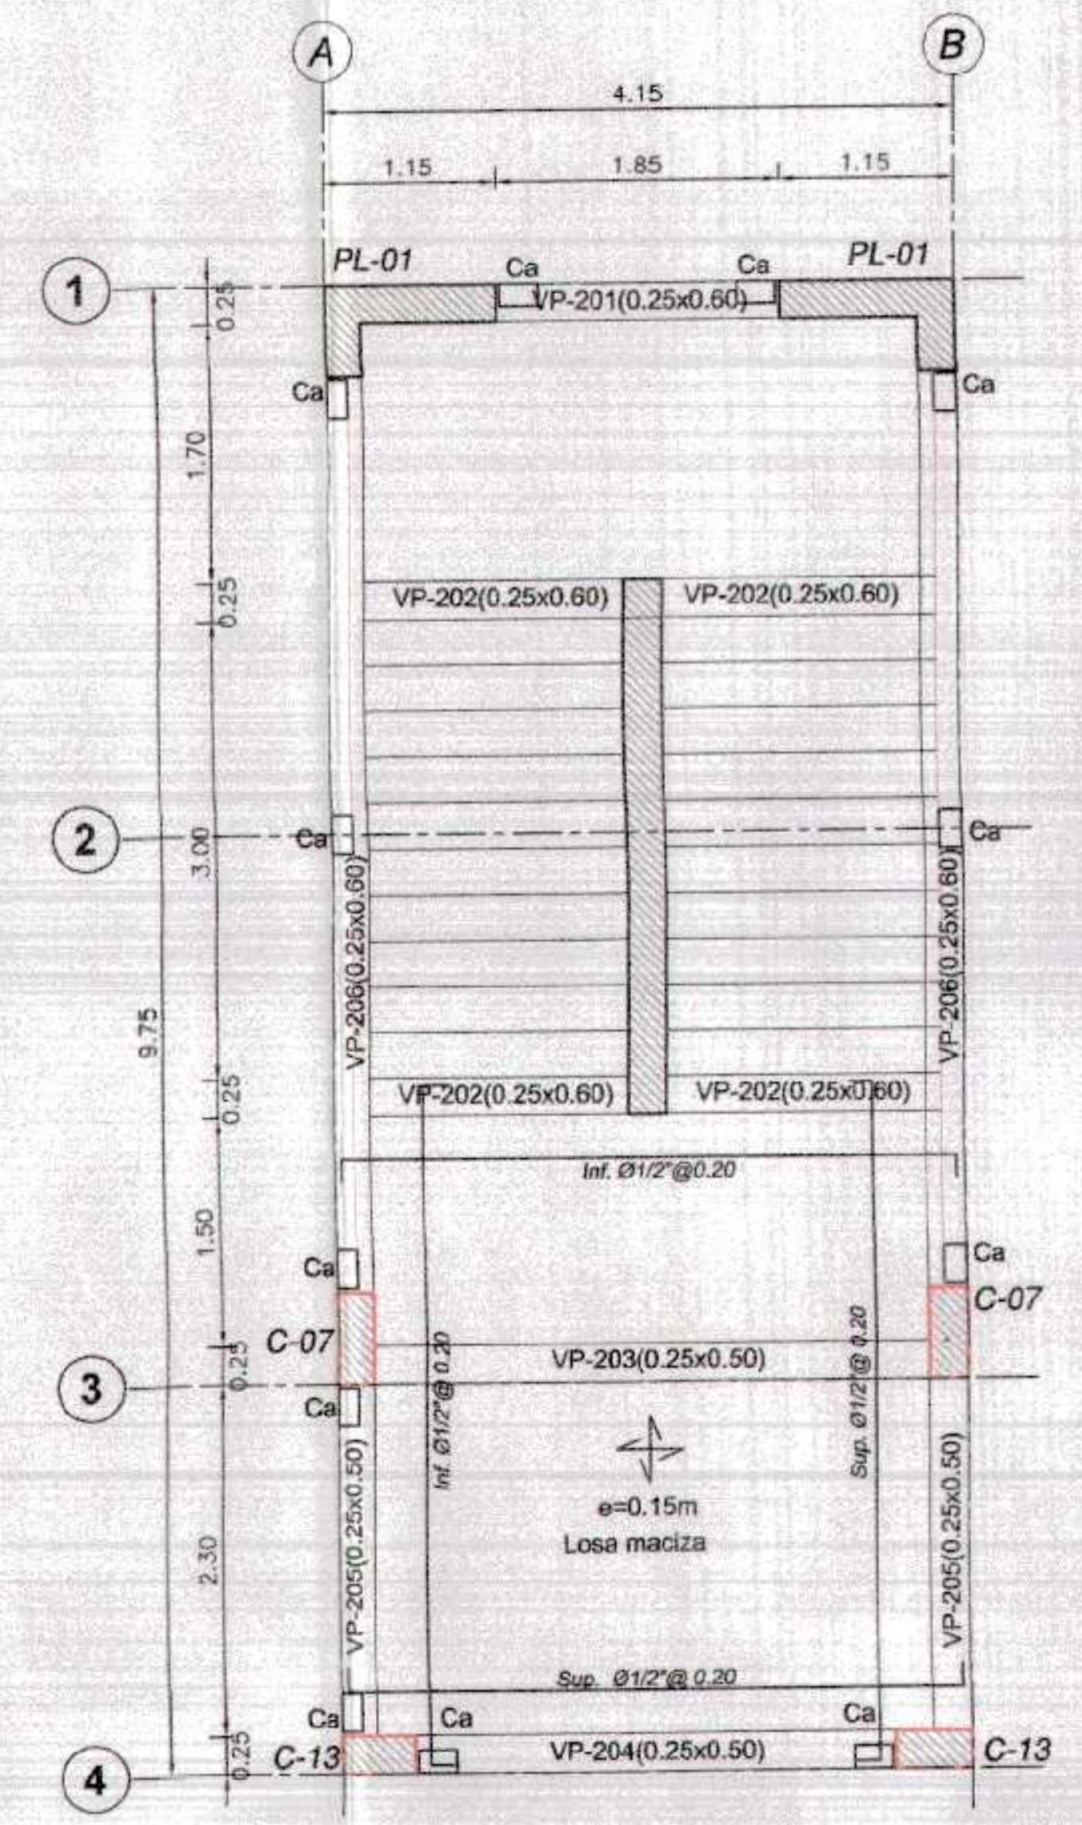 A
B
4.15
1.15
1.85
1.15
PL-01
Ca
Ca
PL-01
1
VP-201(0.25x0.60)
0.25
Ca
Ca
1.70
0.25
VP-202(0.25x0.60)
VP-202(0.25x0.60)
2
Ca
3.00
Ca
VP-206(0.25x0.60)
VP-206(0.25x0.60)
9.75
0.25
VP-202(0.25x0.60)
VP-202(0.25x0.60)
Inf. Ø1/2"@0.20
1.50
Ca
Ca
C-07
C-07
0.25
VP-203(0.25x0.50)
Inf. Ø1/2"@ 0.20
Sup. Ø1/2"@ 0.20
3
Ca
e=0.15m
Losa maciza
VP-205(0.25x0.50)
VP-205(0.25x0.50)
2.30
Sup. Ø1/2"@ 0.20
Ca
Ca
Ca
0.25
C-13
VP-204(0.25x0.50)
C-13
4